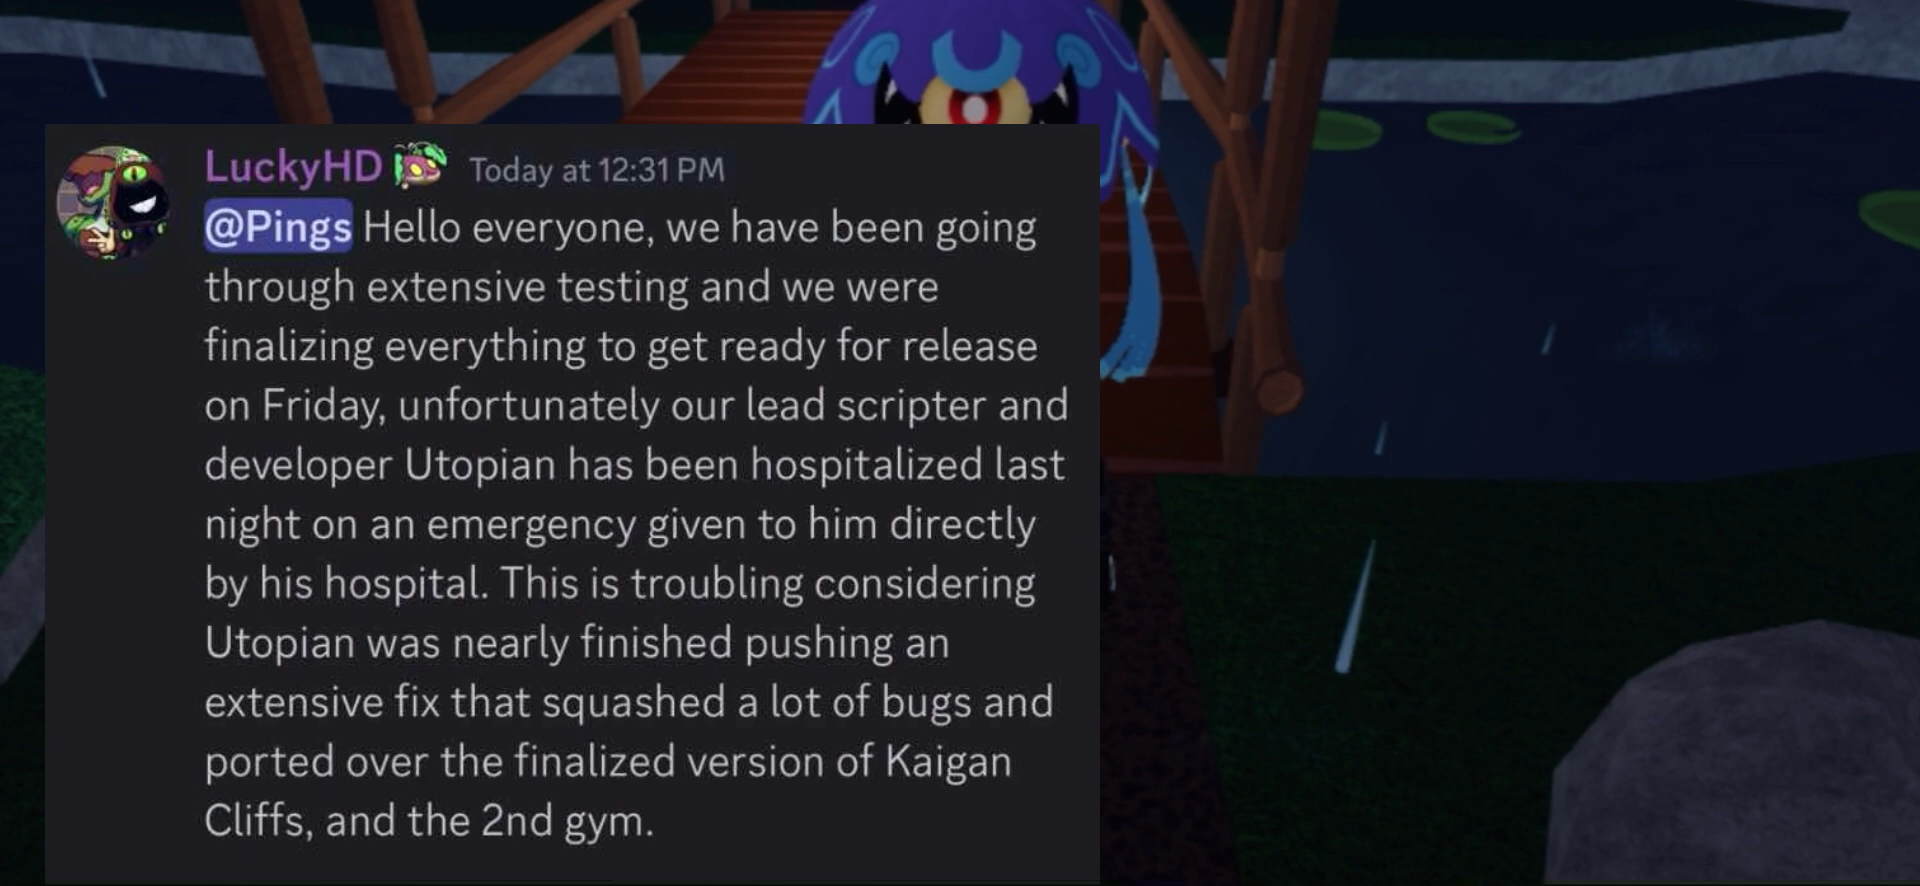 LuckyHD Today at 12:31 PM
@Pings Hello everyone, we have been going
through extensive testing and we were
finalizing everything to get ready for release
on Friday, unfortunately our lead scripter and
developer Utopian has been hospitalized last
night on an emergency given to him directly
by his hospital. This is troubling considering
Utopian was nearly finished pushing an
extensive fix that squashed a lot of bugs and
ported over the finalized version of Kaigan
Cliffs, and the 2nd gym.